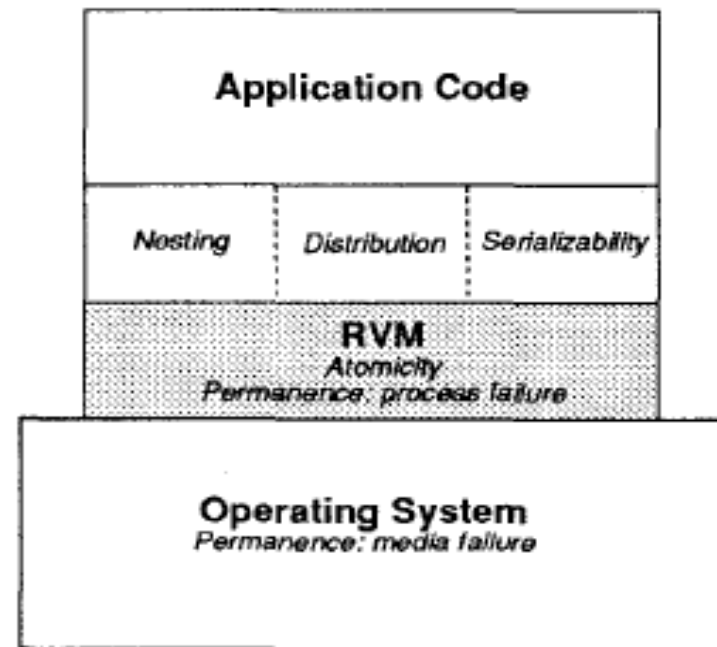 Application Code
Nesting Distribution Serializability
RVM
Atomicity
Permanence: process failure
Operating System
Permanence: media failure